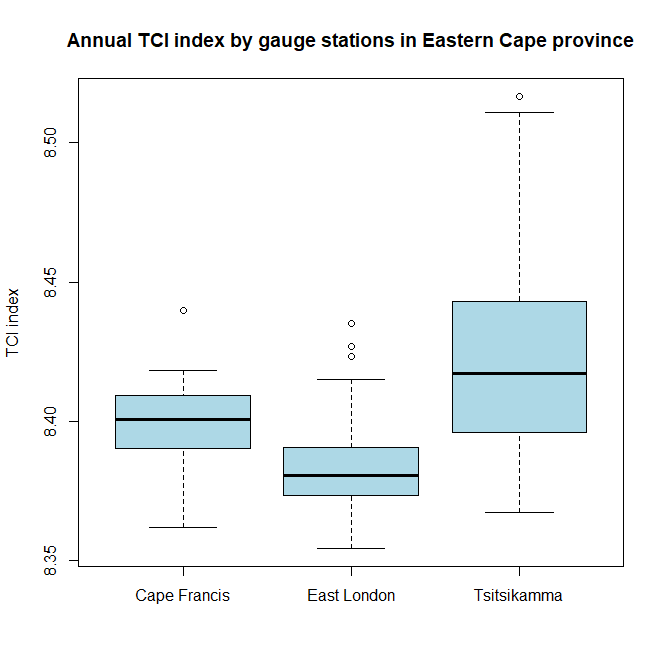 Annual TCI index by gauge stations in Eastern Cape province
TCI index
8.50
8.45
8.40
8.35
Cape Francis
East London
Tsitsikamma